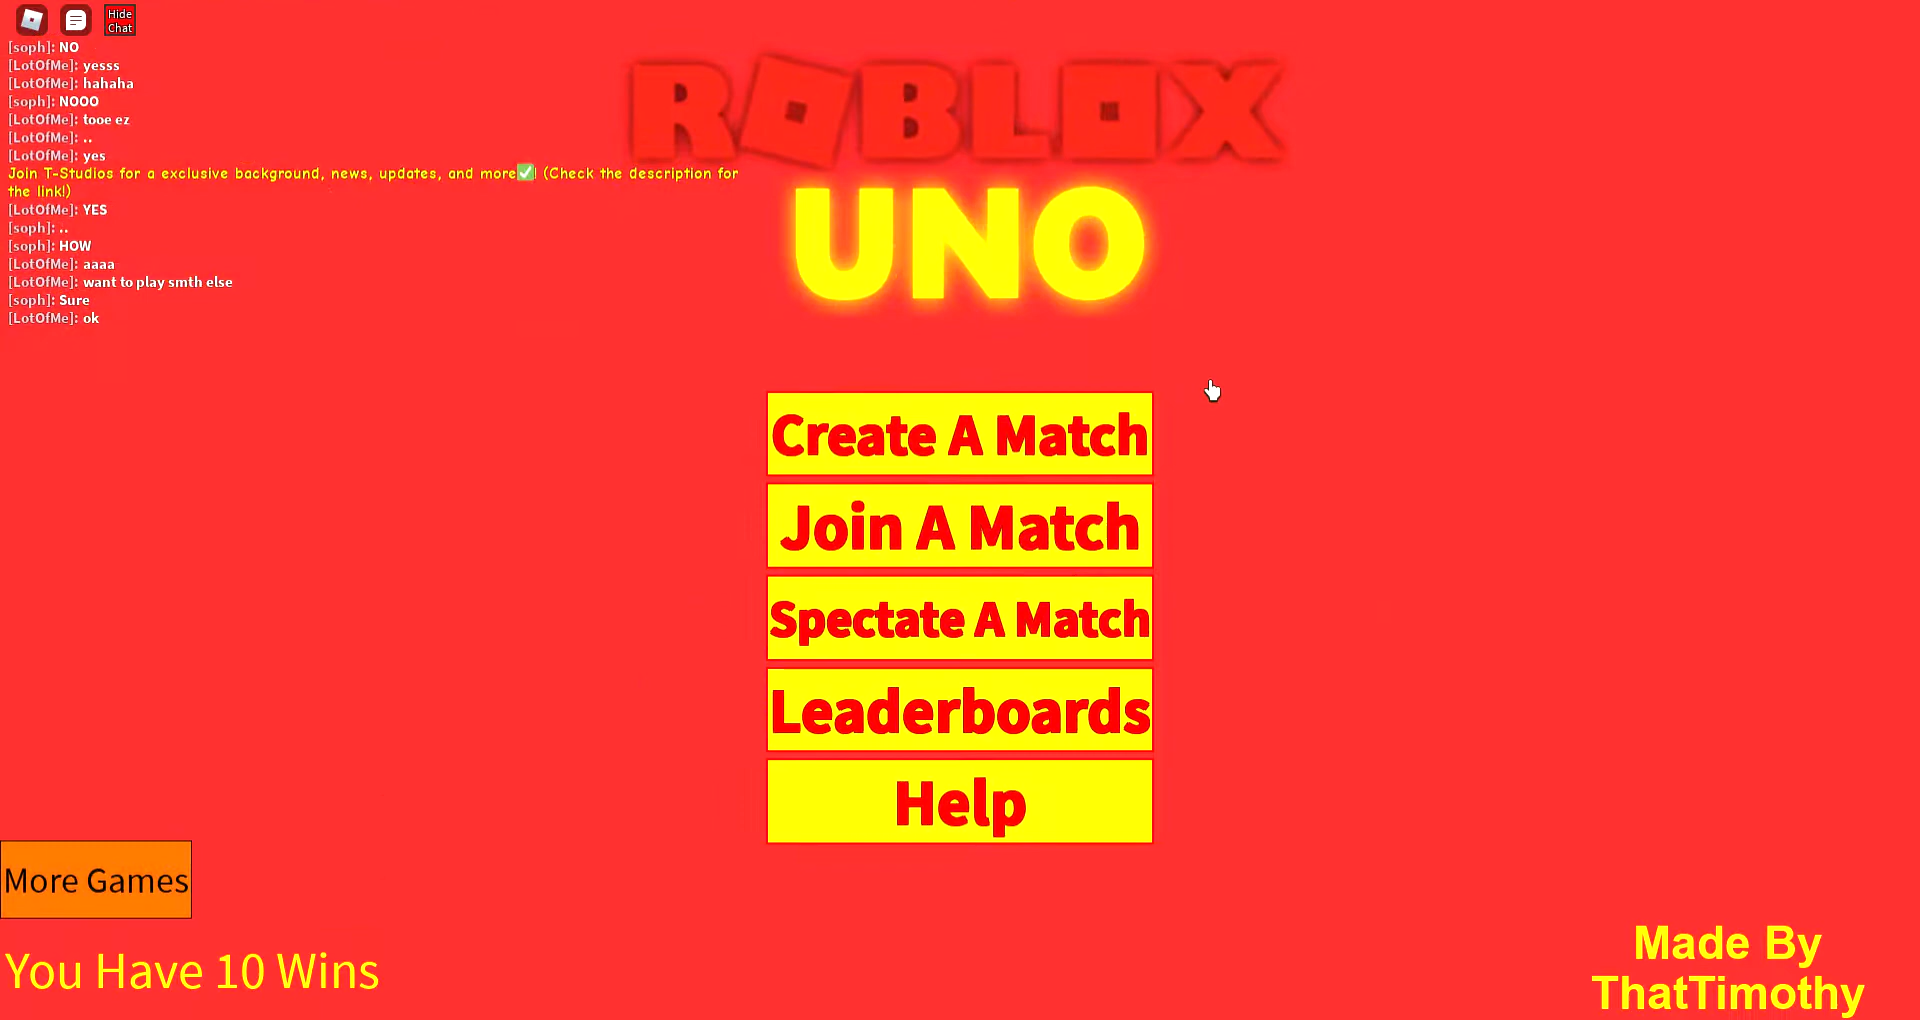 Hide
Chat
[soph]: NO
[LotOfMe]: yesss
[LotOfMe]: hahaha
[soph]: NOOO
[LotOfMe]: tooe ez
[LotOfMe]: ..
[LotOfMe]: yes
Join T-Studios for a exclusive background, news, updates, and more✅! (Check the description for
the link!)
[LotOfMe]: YES
[soph]: ..
[soph]: HOW
[LotOfMe]: aaaa
[LotOfMe]: want to play smth else
[soph]: Sure
[LotOfMe]: ok
ROBLOX
UNO
Create A Match
Join A Match
Spectate A Match
Leaderboards
Help
More Games
You Have 10 Wins
Made By
ThatTimothy